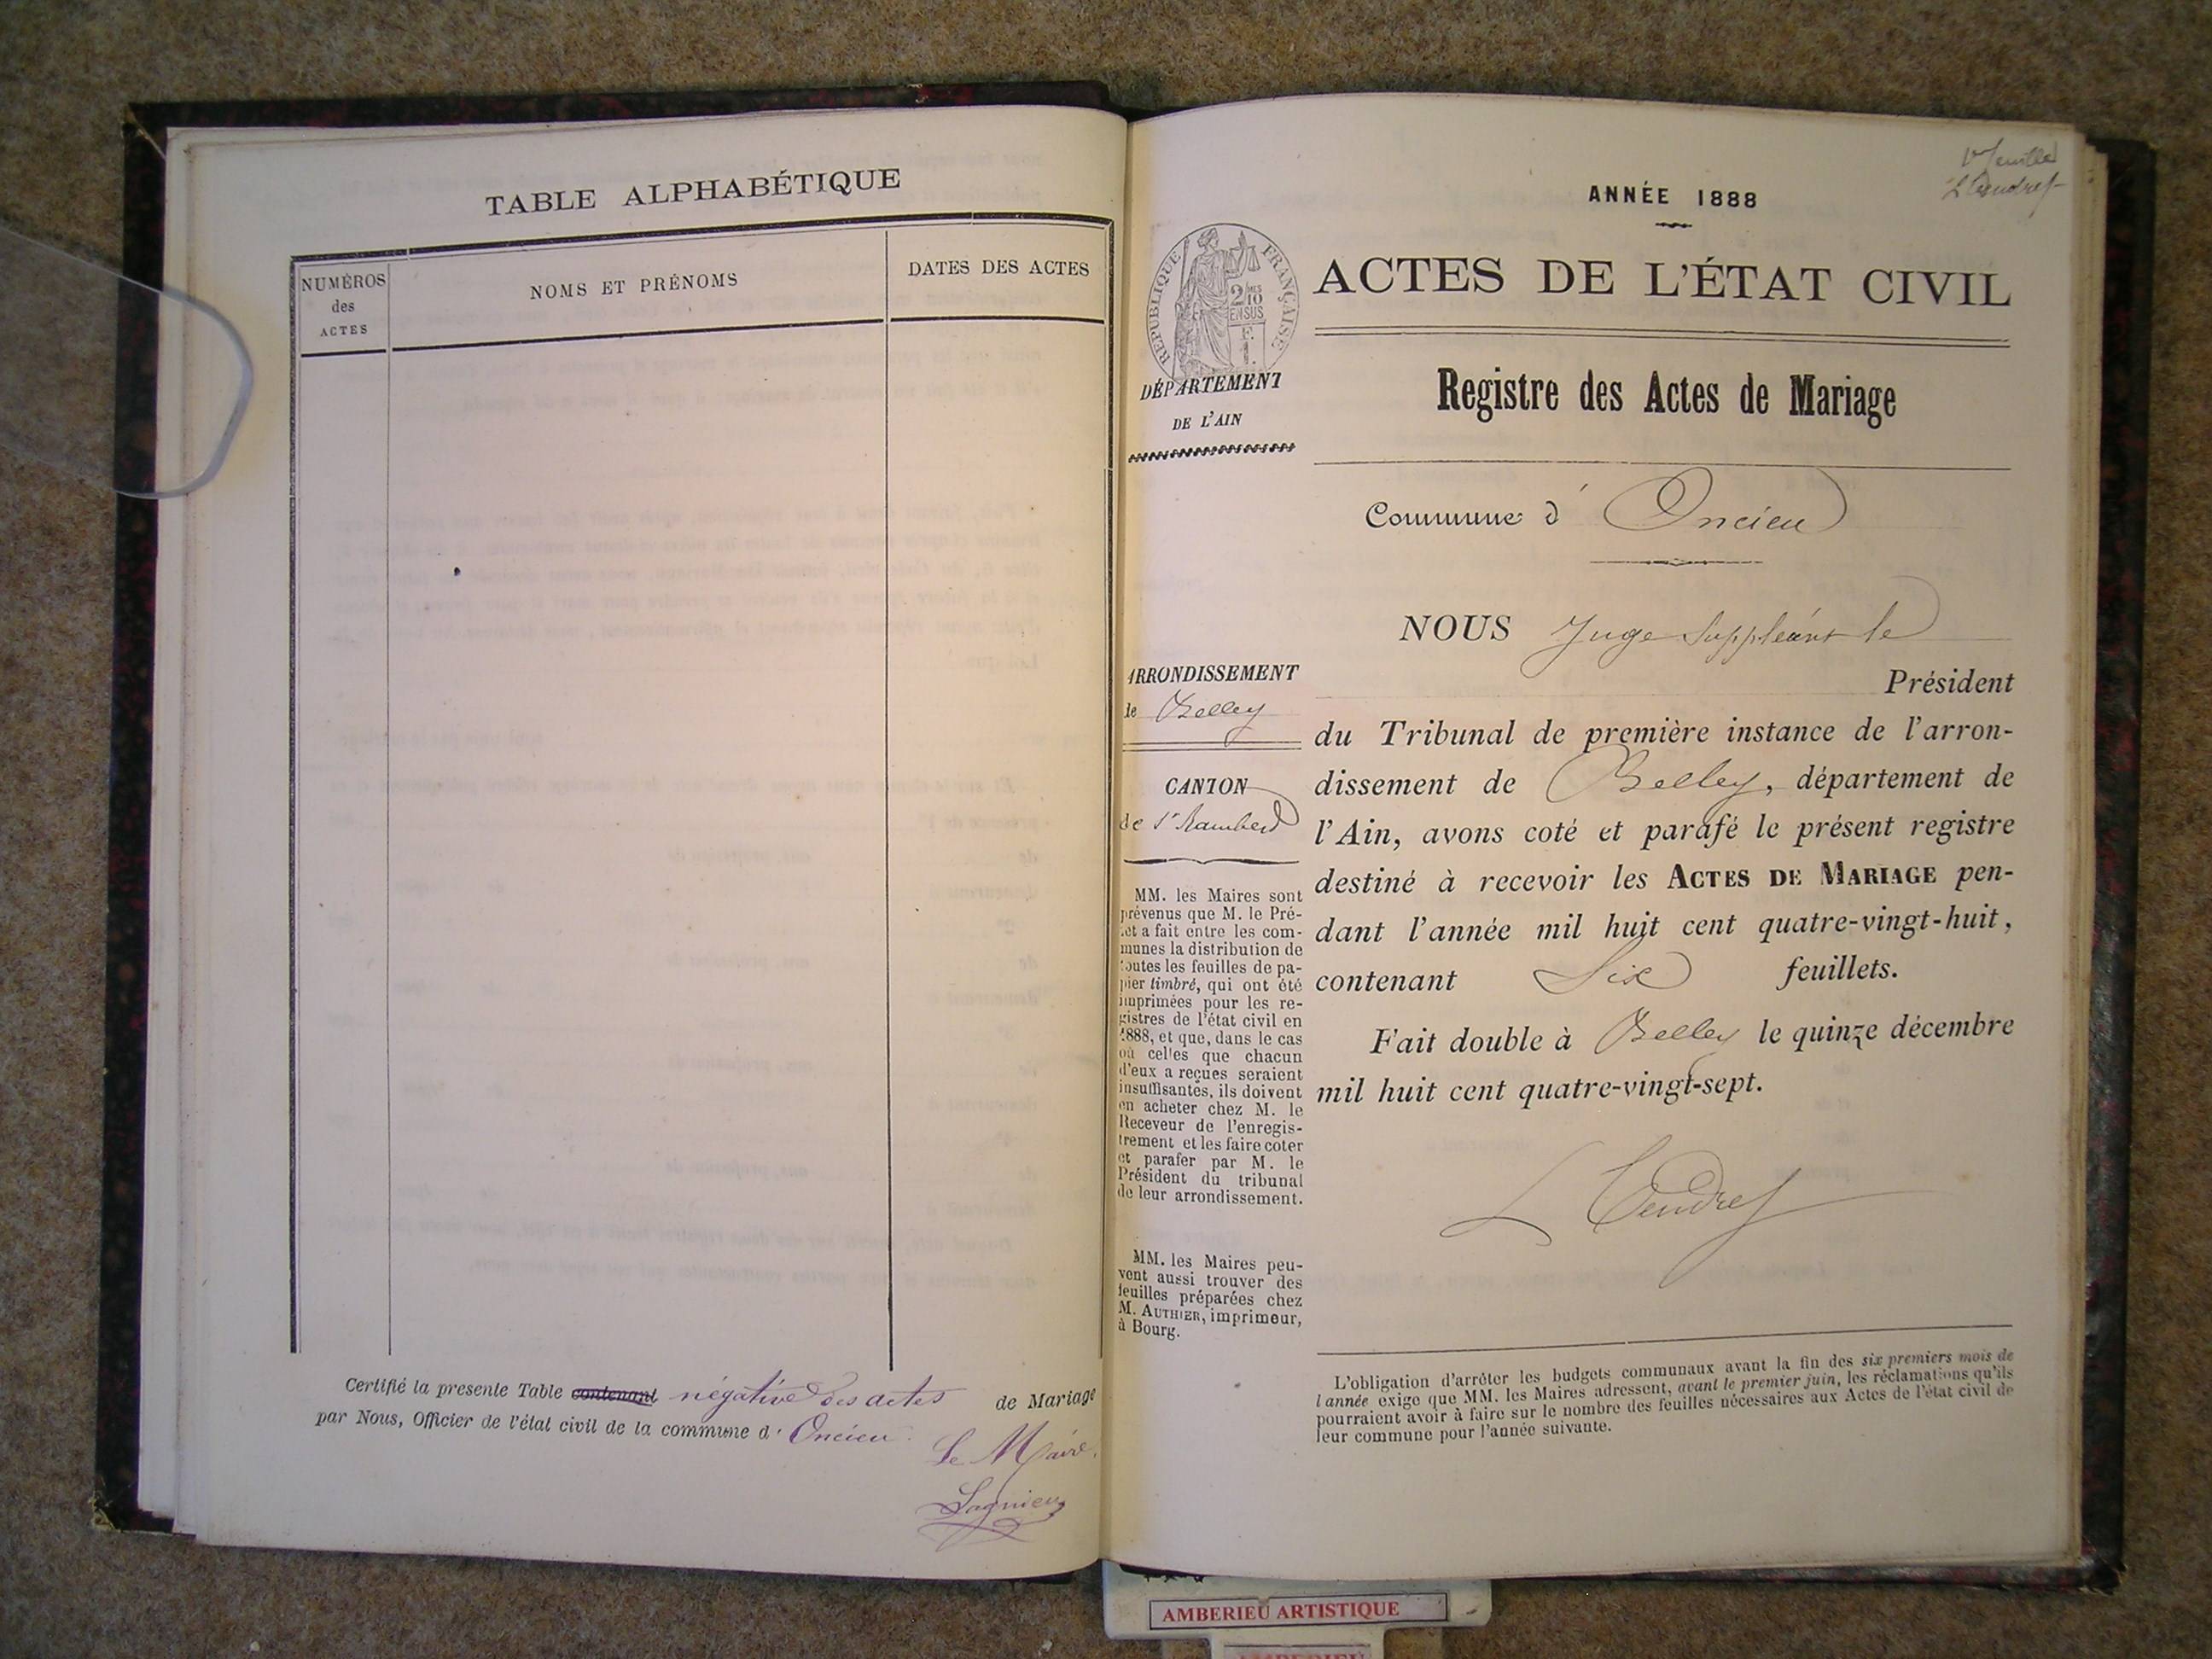 TABLE ALPHABÉTIQUE
NUMÉROS
des
ACTES
NOMS ET PRÉNOMS
DATES DES ACTES
Certifié la presente Table contenant négative des actes de Mariage
par Nous, Officier de l'état civil de la commune d'Oncieu.
Le Maire,
Lagnieu
1er feuillet
L Tendret
ANNÉE 1888
RÉPUBLIQUE FRANÇAISE
2/10
EN SUS
F.
1.
ACTES DE L'ÉTAT CIVIL
DÉPARTEMENT
DE L'AIN
Registre des Actes de Mariage
Commune d'Oncieu
NOUS Juge Suppléant le
Président
du Tribunal de première instance de l'arron-
dissement de Belley, département de
l'Ain, avons coté et parafé le présent registre
destiné à recevoir les ACTES DE MARIAGE pen-
dant l'année mil huit cent quatre-vingt-huit,
contenant Six feuillets.
Fait double à Belley le quinze décembre
mil huit cent quatre-vingt-sept.
L Tendret
ARRONDISSEMENT
de Belley
CANTON
de St Rambert
MM. les Maires sont
prévenus que M. le Pré-
fet a fait entre les com-
munes la distribution de
toutes les feuilles de pa-
pier timbré, qui ont été
imprimées pour les re-
gistres de l'état civil en
1888, et que, dans le cas
où celles que chacun
d'eux a reçues seraient
insuffisantes, ils doivent
en acheter chez M. le
Receveur de l'enregis-
trement et les faire coter
et parafer par M. le
Président du tribunal
de leur arrondissement.
MM. les Maires peu-
vent aussi trouver des
feuilles préparées chez
M. AUTHIER, imprimeur,
à Bourg.
L'obligation d'arrêter les budgets communaux avant la fin des six premiers mois de
l'année exige que MM. les Maires adressent, avant le premier juin, les réclamations qu'ils
pourraient avoir à faire sur le nombre des feuilles nécessaires aux Actes de l'état civil de
leur commune pour l'année suivante.
AMBERIEU ARTISTIQUE
AMBERIEU